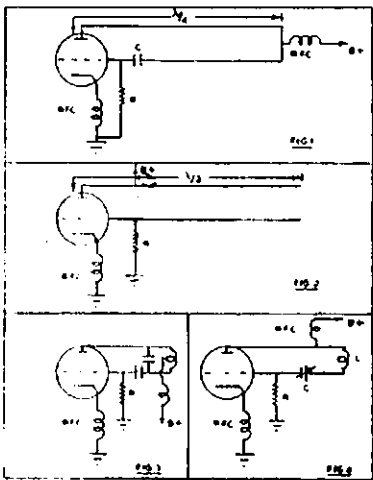 λ/4
C
RFC
B+
R
RFC
FIG.1
B+
λ/2
R
RFC
FIG.2
R
RFC
B+
FIG.3
RFC
B+
L
C
R
RFC
FIG.4